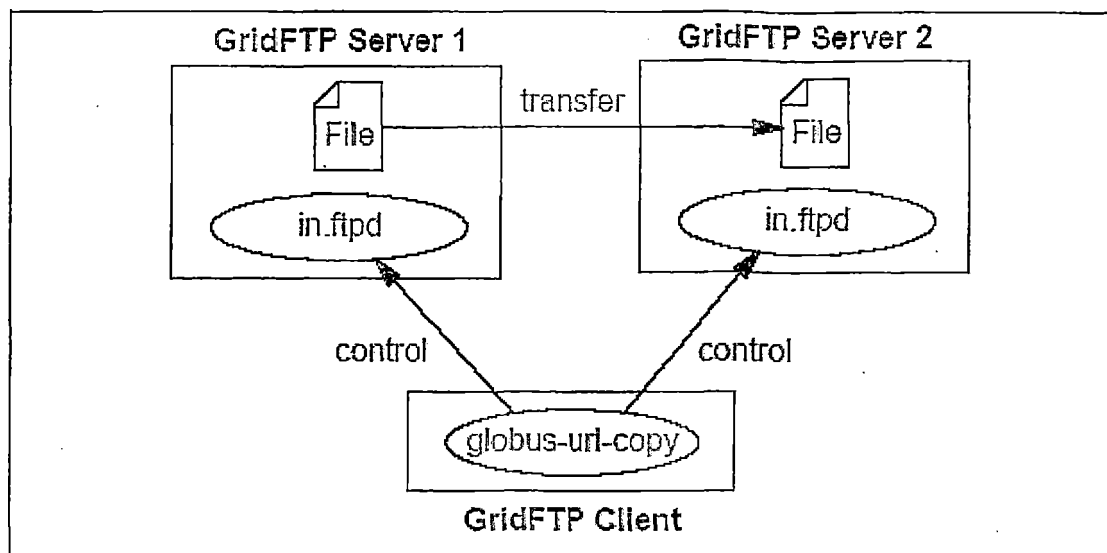 GridFTP Server 1
GridFTP Server 2
File
transfer
File
in.ftpd
in.ftpd
control
control
globus-url-copy
GridFTP Client